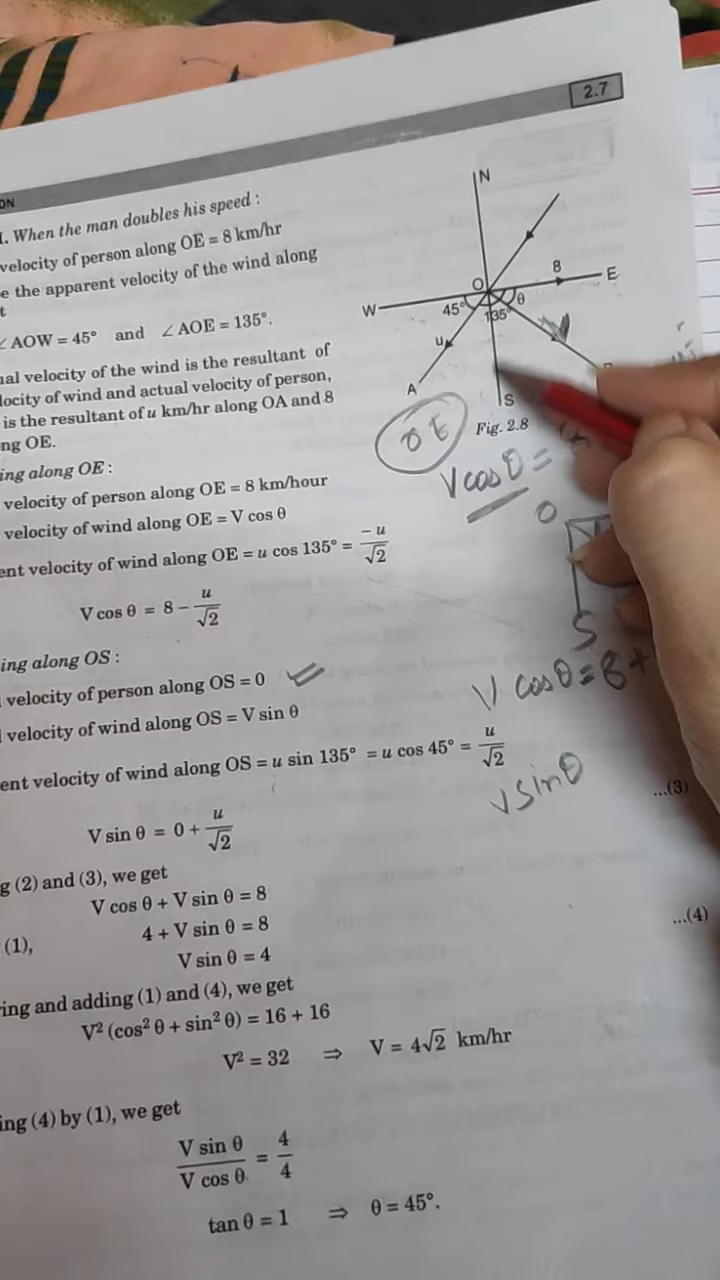 2.7
ON
I. When the man doubles his speed :
velocity of person along OE = 8 km/hr
e the apparent velocity of the wind along
t
∠ AOW = 45° and ∠ AOE = 135°.
ual velocity of the wind is the resultant of
locity of wind and actual velocity of person,
is the resultant of u km/hr along OA and 8
ng OE.
N
O
8
E
W
45°
135°
θ
u
V
A
S
Fig. 2.8
OE
V cos θ =
O
S
ing along OE :
velocity of person along OE = 8 km/hour
velocity of wind along OE = V cos θ
ent velocity of wind along OE = u cos 135° = -u/√2
V cos θ = 8 - u/√2
ing along OS :
velocity of person along OS = 0
V cos θ = 8 +
l velocity of wind along OS = V sin θ
ent velocity of wind along OS = u sin 135° = u cos 45° = u/√2
V sin θ
...(3)
V sin θ = 0 + u/√2
g (2) and (3), we get
V cos θ + V sin θ = 8
(1), 4 + V sin θ = 8
...(4)
V sin θ = 4
ring and adding (1) and (4), we get
V² (cos² θ + sin² θ) = 16 + 16
V² = 32 ⇒ V = 4√2 km/hr
ing (4) by (1), we get
V sin θ / V cos θ = 4/4
tan θ = 1 ⇒ θ = 45°.